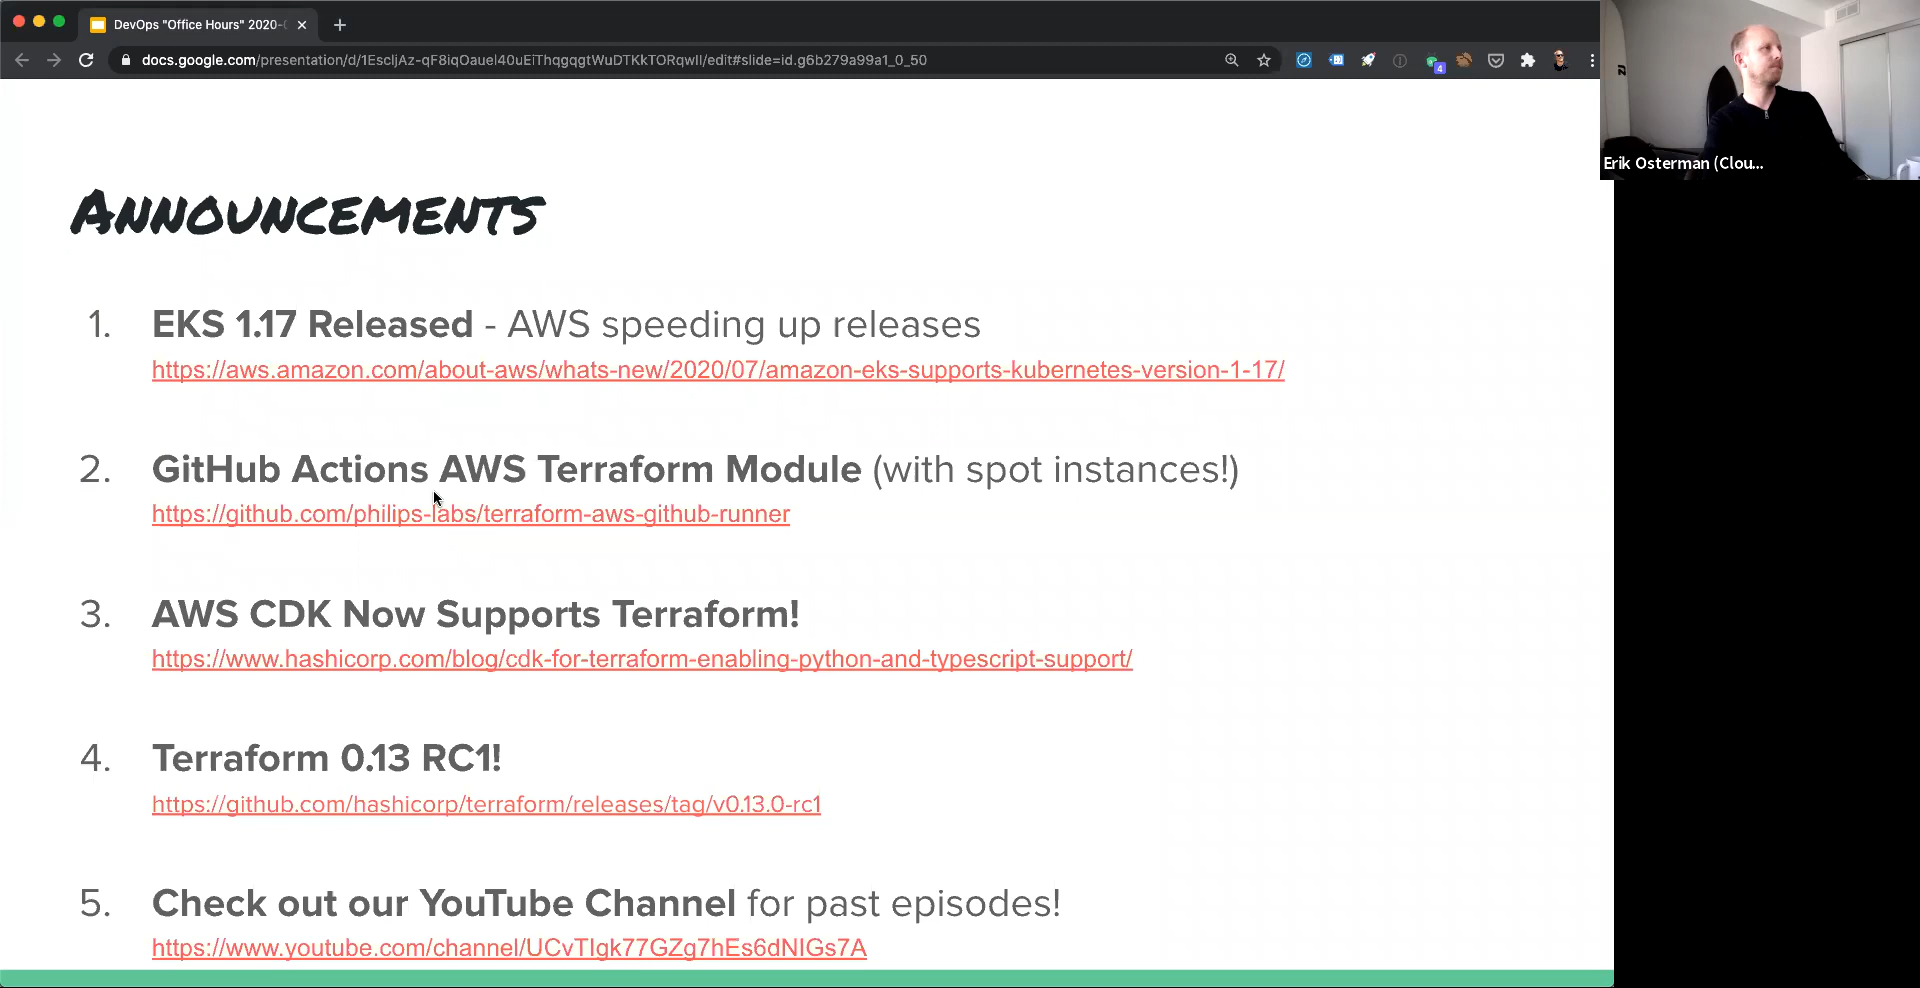 DevOps "Office Hours" 2020-0
docs.google.com/presentation/d/1EscljAz-qF8iqOauel40uEiThqgqgtWuDTKkTORqwlI/edit#slide=id.g6b279a99a1_0_50
4
Erik Osterman (Clou...
ANNOUNCEMENTS
1. EKS 1.17 Released - AWS speeding up releases
https://aws.amazon.com/about-aws/whats-new/2020/07/amazon-eks-supports-kubernetes-version-1-17/
2. GitHub Actions AWS Terraform Module (with spot instances!)
https://github.com/philips-labs/terraform-aws-github-runner
3. AWS CDK Now Supports Terraform!
https://www.hashicorp.com/blog/cdk-for-terraform-enabling-python-and-typescript-support/
4. Terraform 0.13 RC1!
https://github.com/hashicorp/terraform/releases/tag/v0.13.0-rc1
5. Check out our YouTube Channel for past episodes!
https://www.youtube.com/channel/UCvTIgk77GZg7hEs6dNIGs7A